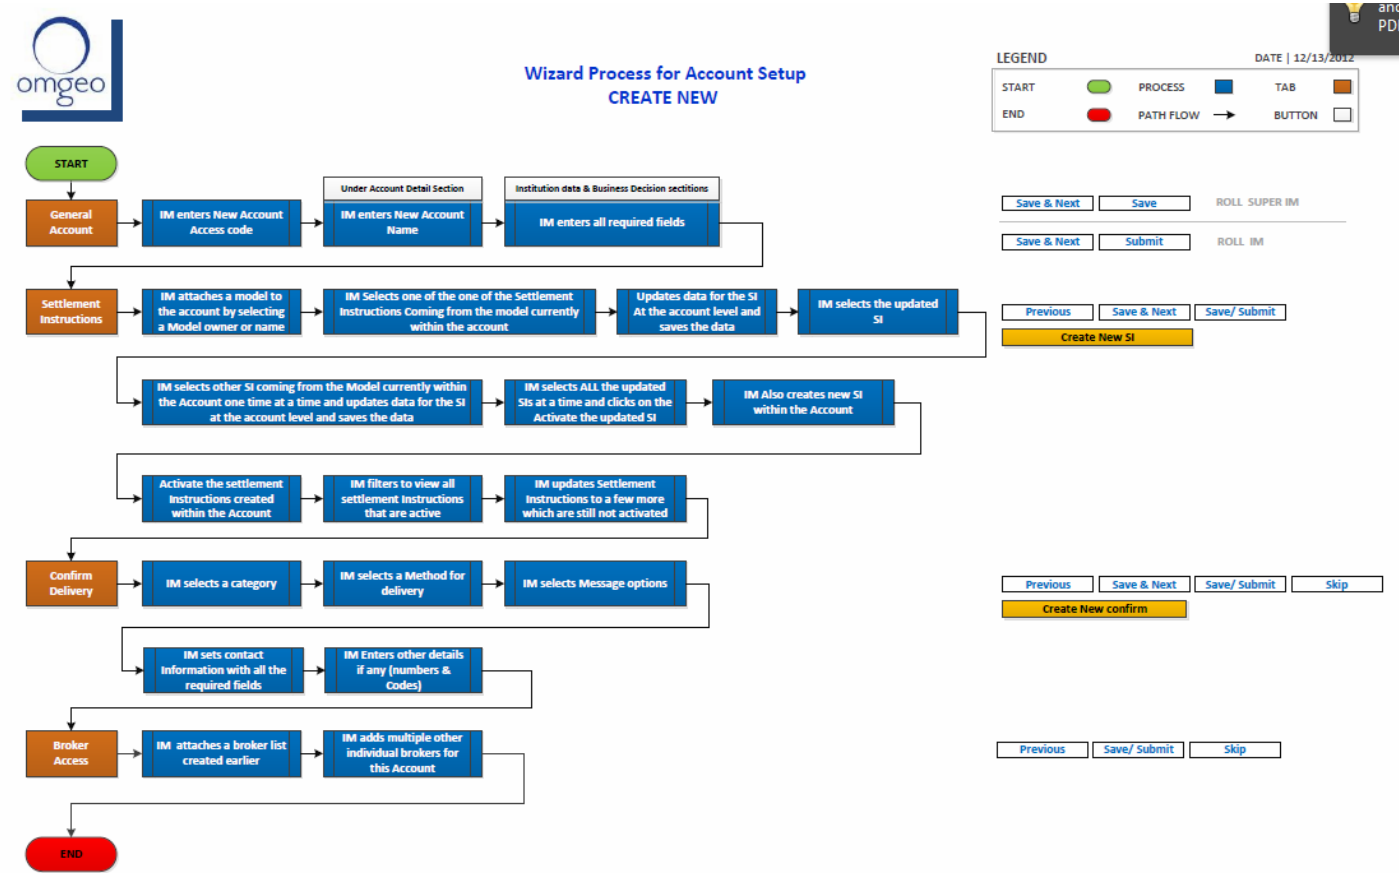 and
PDF
omgeo
Wizard Process for Account Setup
CREATE NEW
LEGEND
DATE | 12/13/2012
START
PROCESS
TAB
END
PATH FLOW
BUTTON
START
General
Account
IM enters New Account
Access code
Under Account Detail Section
IM enters New Account
Name
Institution data & Business Decision sectitions
IM enters all required fields
Save & Next
Save
ROLL SUPER IM
Save & Next
Submit
ROLL IM
Settlement
Instructions
IM attaches a model to
the account by selecting
a Model owner or name
IM Selects one of the one of the Settlement
Instructions Coming from the model currently
within the account
Updates data for the SI
At the account level and
saves the data
IM selects the updated
SI
Previous
Save & Next
Save/ Submit
Create New SI
IM selects other SI coming from the Model currently within
the Account one time at a time and updates data for the SI
at the account level and saves the data
IM selects ALL the updated
SIs at a time and clicks on the
Activate the updated SI
IM Also creates new SI
within the Account
Activate the settlement
Instructions created
within the Account
IM filters to view all
settlement Instructions
that are active
IM updates Settlement
Instructions to a few more
which are still not activated
Confirm
Delivery
IM selects a category
IM selects a Method for
delivery
IM selects Message options
Previous
Save & Next
Save/ Submit
Skip
Create New confirm
IM sets contact
Information with all the
required fields
IM Enters other details
if any (numbers &
Codes)
Broker
Access
IM attaches a broker list
created earlier
IM adds multiple other
individual brokers for
this Account
Previous
Save/ Submit
Skip
END